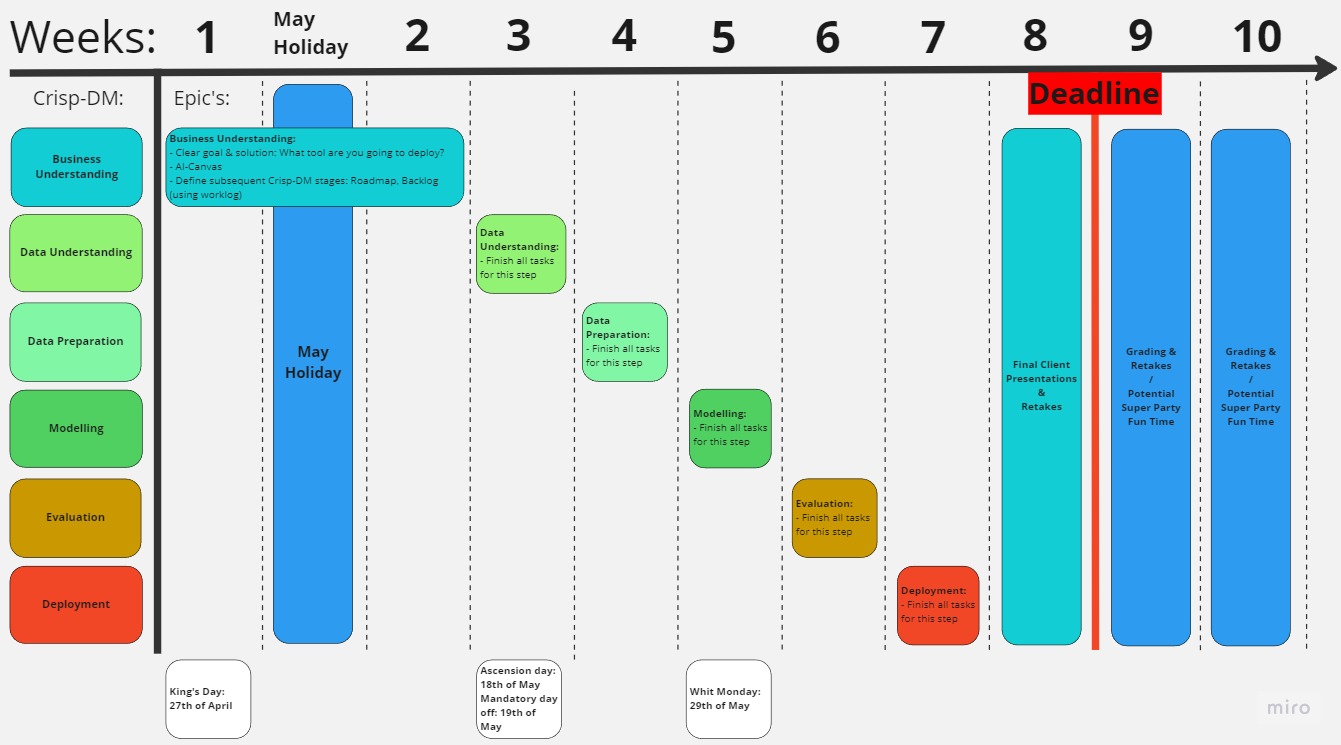 Weeks:
1
May
Holiday
2
3
4
5
6
7
8
9
10
Crisp-DM:
Epic's:
Deadline
Business
Understanding
Business Understanding:
- Clear goal & solution: What tool are you going to deploy?
- AI-Canvas
- Define subsequent Crisp-DM stages: Roadmap, Backlog
(using worklog)
Data Understanding
Data
Understanding:
- Finish all tasks
for this step
Data Preparation
May
Holiday
Data
Preparation:
- Finish all tasks
for this step
Final Client
Presentations
&
Retakes
Grading &
Retakes
/
Potential
Super Party
Fun Time
Grading &
Retakes
/
Potential
Super Party
Fun Time
Modelling
Modelling:
- Finish all tasks
for this step
Evaluation
Evaluation:
- Finish all tasks
for this step
Deployment
Deployment:
- Finish all tasks
for this step
King's Day:
27th of April
Ascension day:
18th of May
Mandatory day
off: 19th of
May
Whit Monday:
29th of May
miro